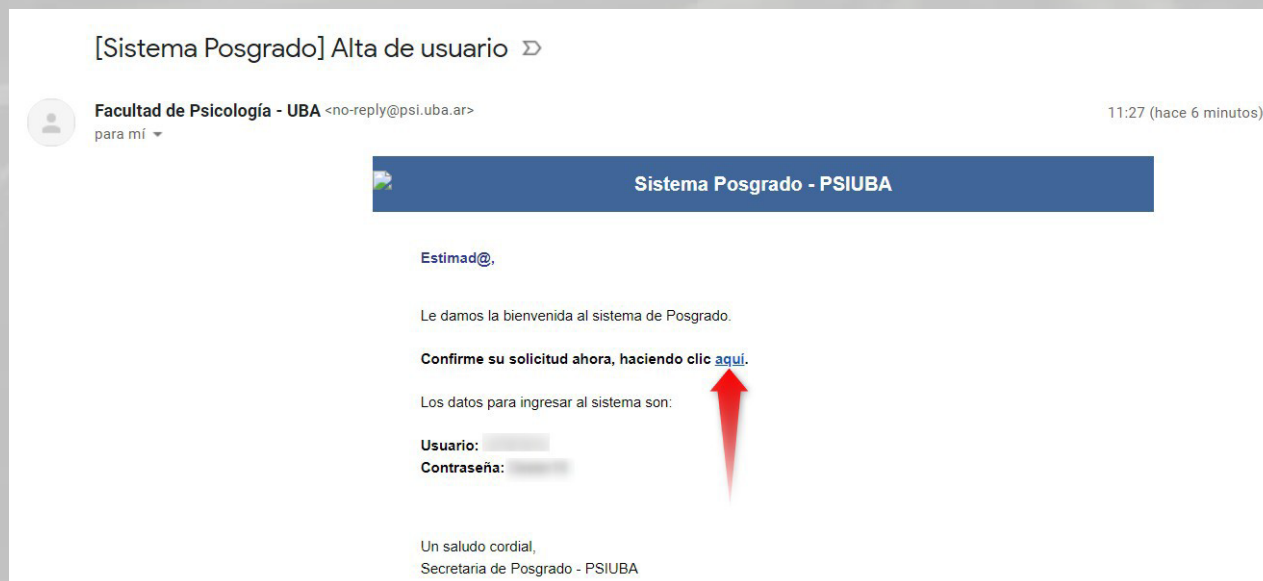 [Sistema Posgrado] Alta de usuario
Facultad de Psicología - UBA <no-reply@psi.uba.ar>
11:27 (hace 6 minutos)
para mí
Sistema Posgrado - PSIUBA
Estimad@,
Le damos la bienvenida al sistema de Posgrado.
Confirme su solicitud ahora, haciendo clic aquí.
Los datos para ingresar al sistema son:
Usuario:
Contraseña:
Un saludo cordial,
Secretaria de Posgrado - PSIUBA